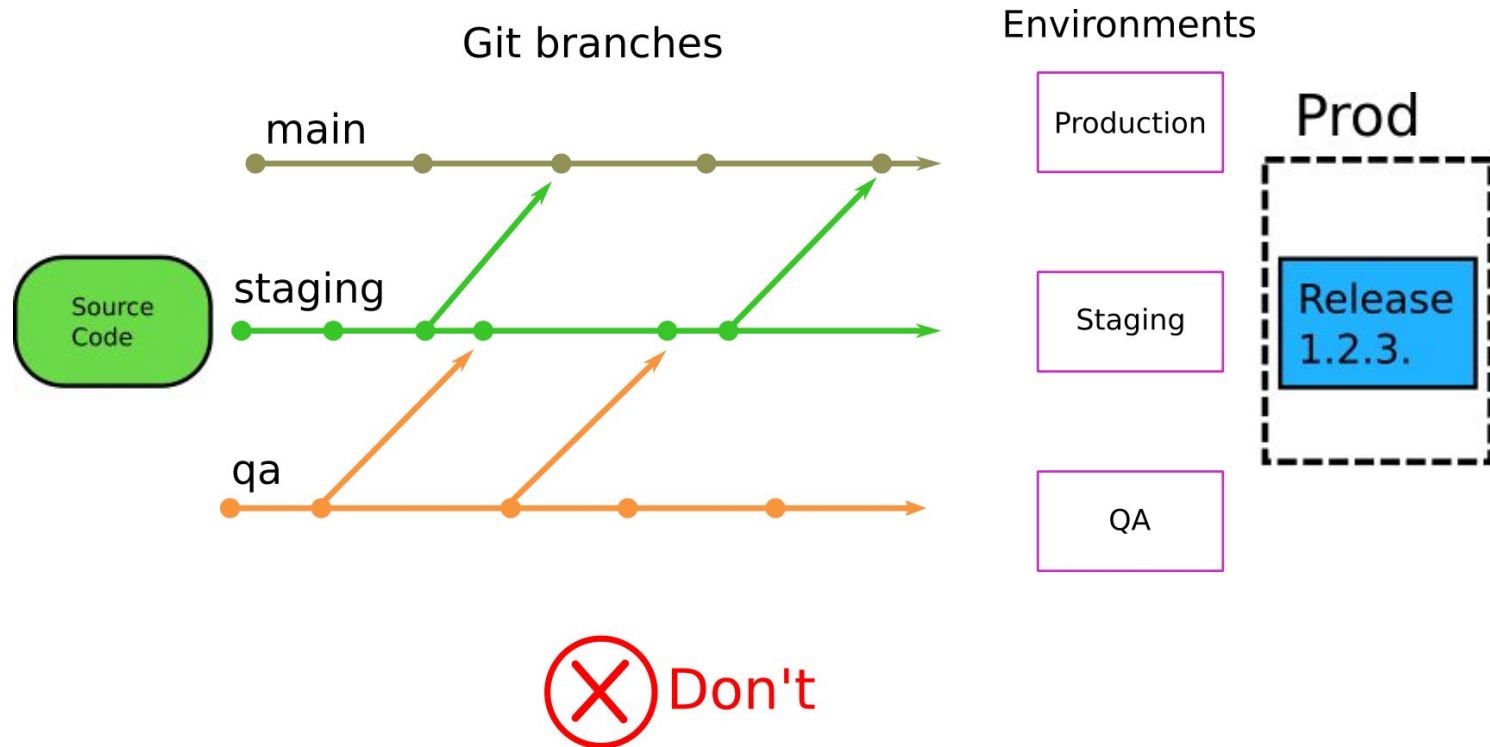 Git branches
Environments
main
Production
Prod
Source
Code
staging
Staging
Release
1.2.3.
qa
QA
Don't